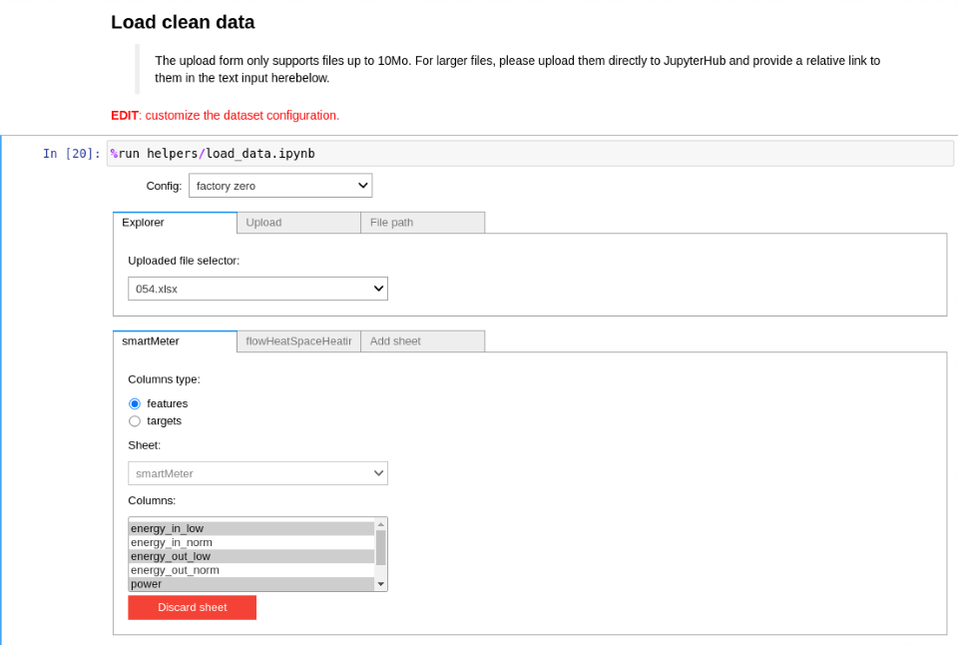 Load clean data
The upload form only supports files up to 10Mo. For larger files, please upload them directly to JupyterHub and provide a relative link to
them in the text input herebelow.
EDIT: customize the dataset configuration.
In [20]: %run helpers/load_data.ipynb
Config: factory zero
Explorer Upload File path
Uploaded file selector:
054.xlsx
smartMeter flowHeatSpaceHeatir Add sheet
Columns type:
features
targets
Sheet:
smartMeter
Columns:
energy_in_low
energy_in_norm
energy_out_low
energy_out_norm
power
Discard sheet